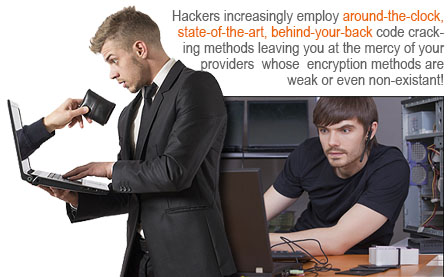 Hackers increasingly employ around-the-clock,
state-of-the-art, behind-your-back code crack-
ing methods leaving you at the mercy of your
providers  whose  encryption methods are
weak or even non-existant!